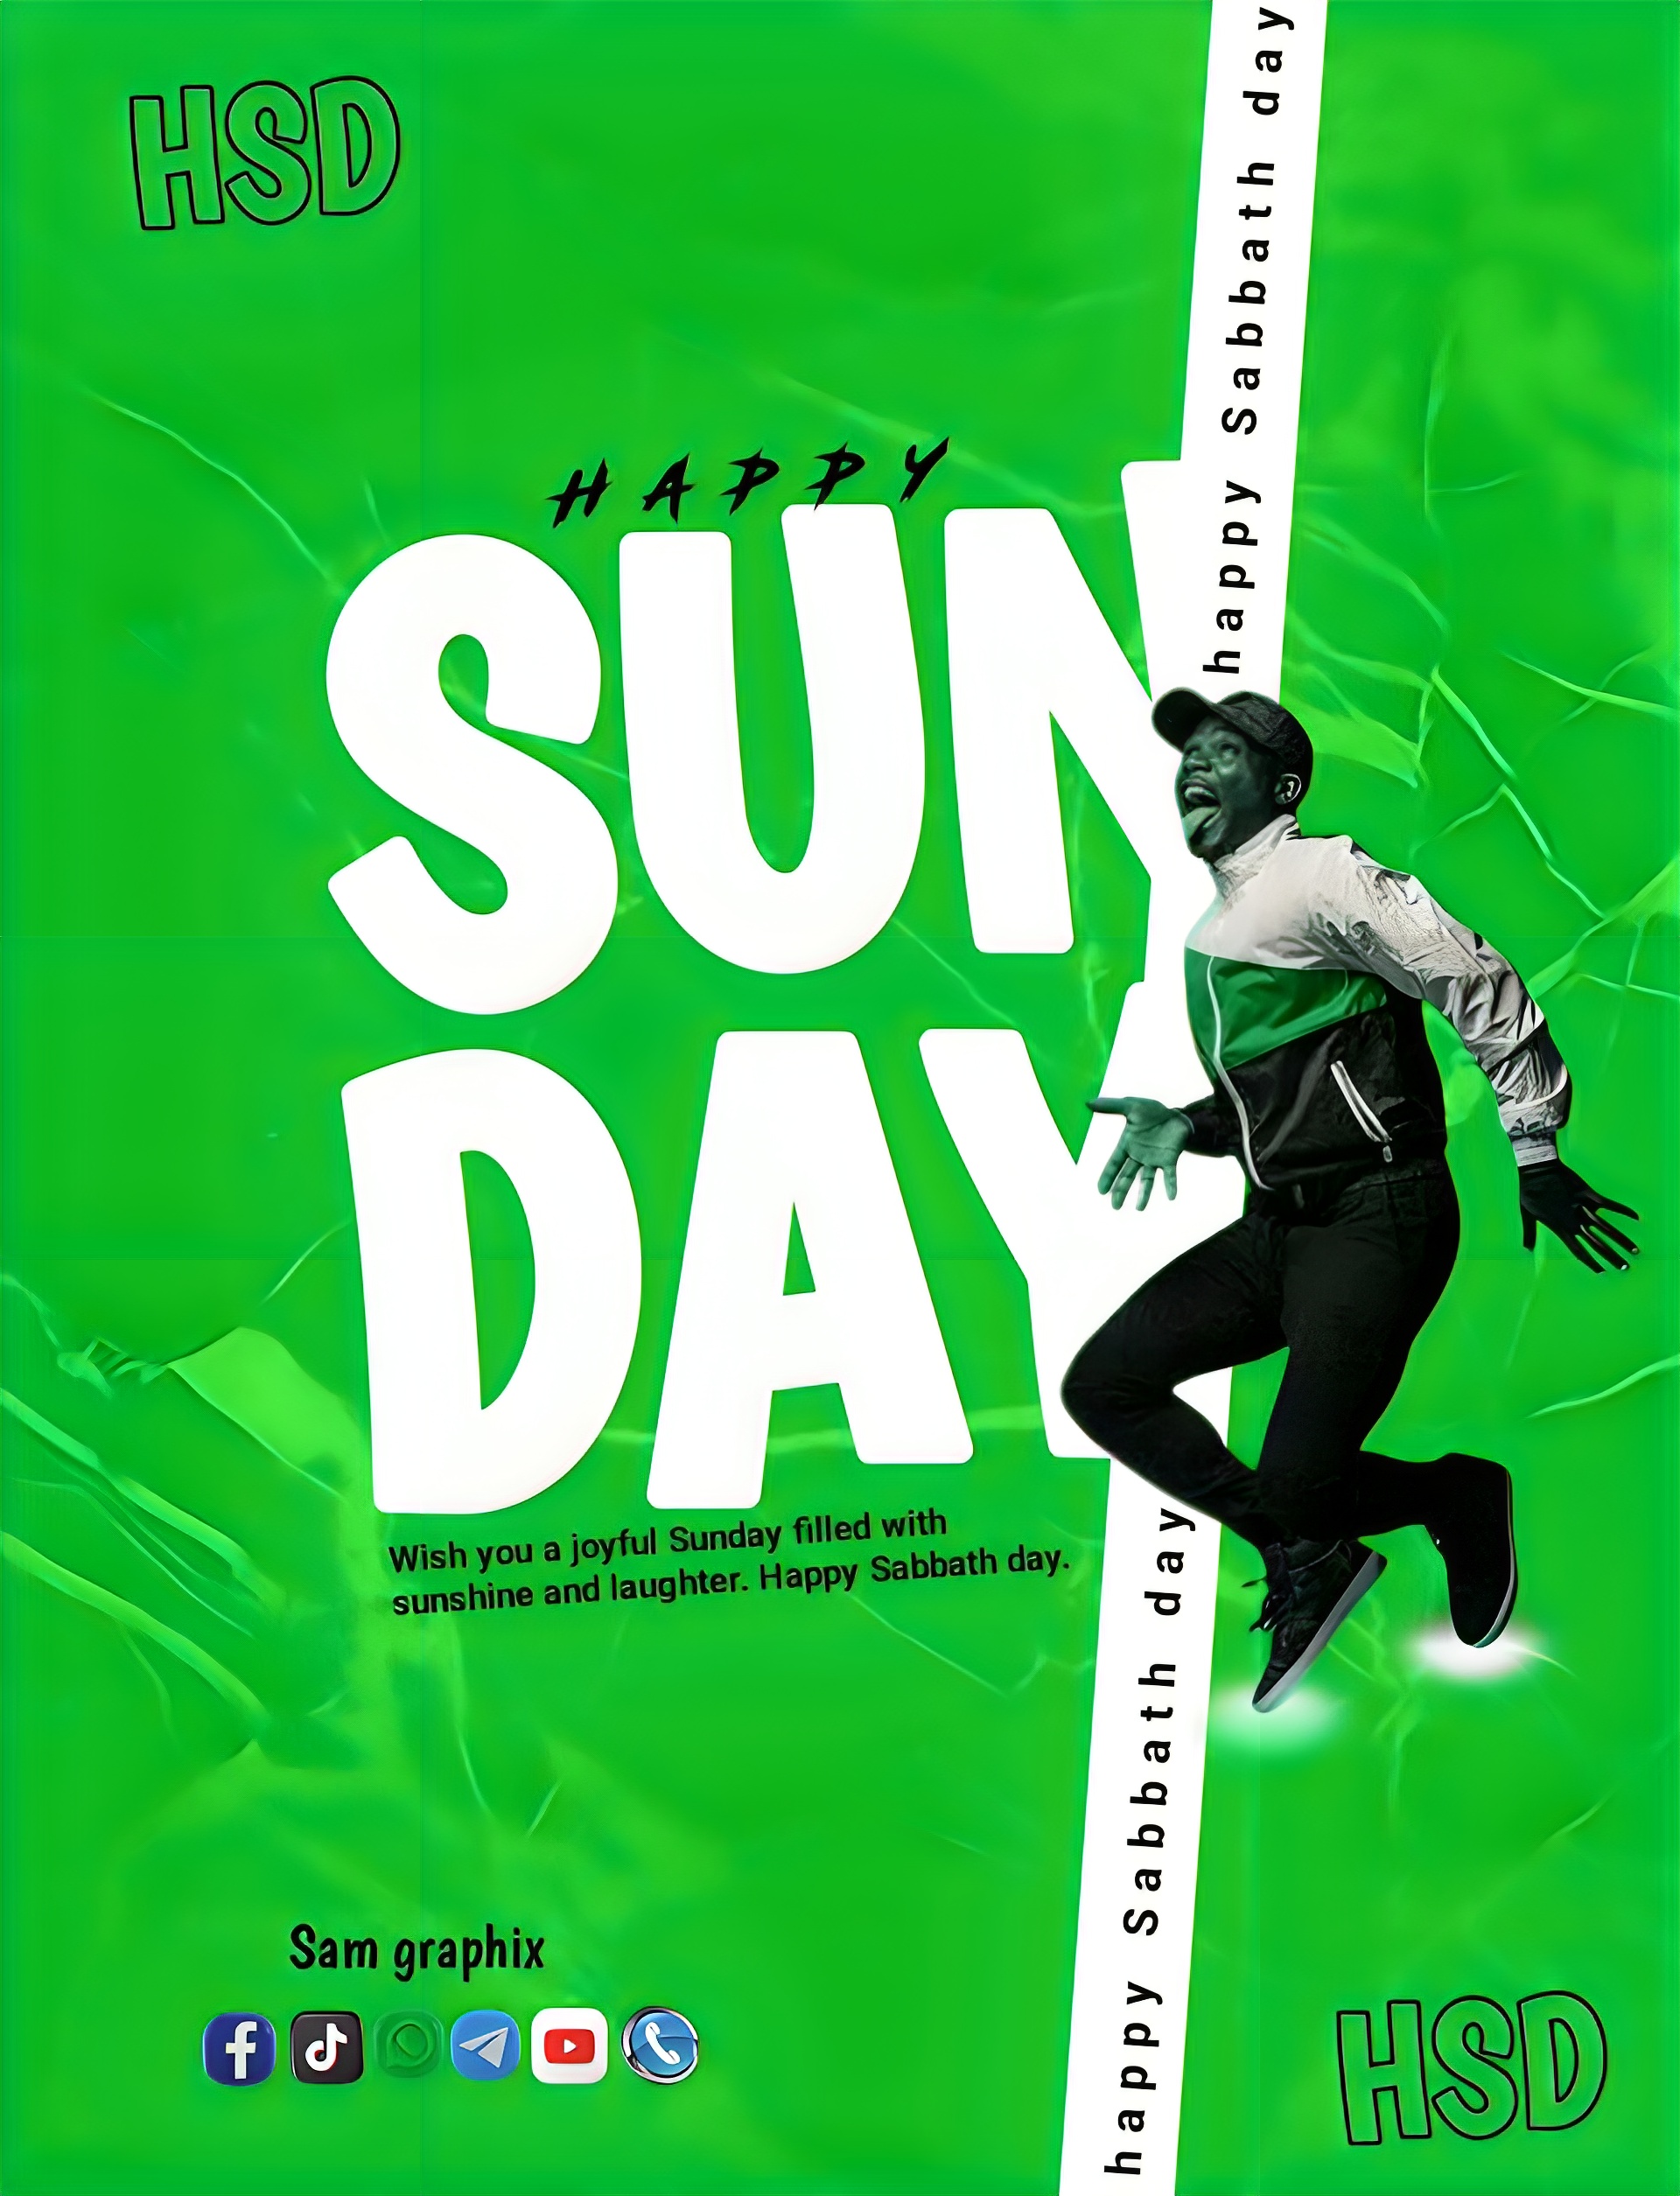 HSD
happy Sabbath day
HAPPY
SUN
DAY
Wish you a joyful Sunday filled with
sunshine and laughter. Happy Sabbath day.
happy Sabbath day
Sam graphix
HSD